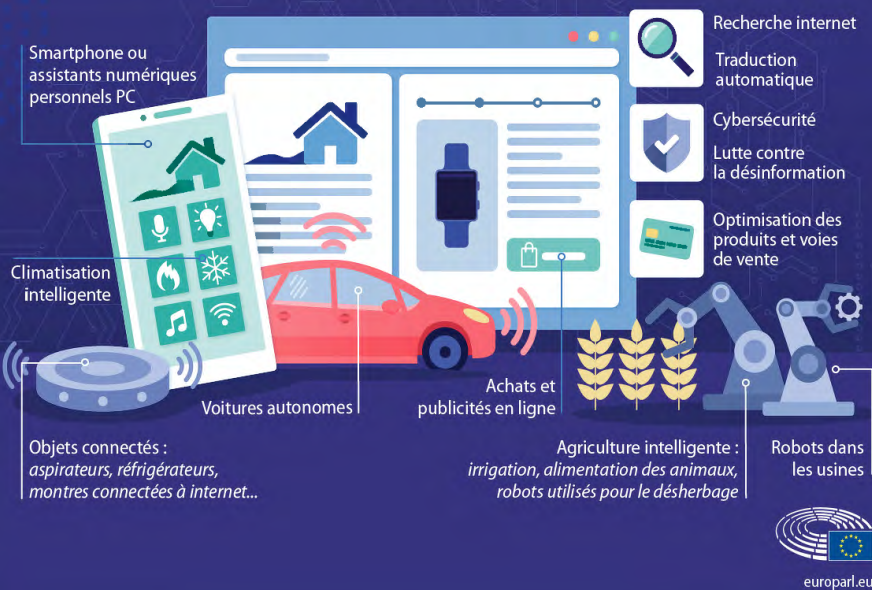 Smartphone ou
assistants numériques
personnels PC
Recherche internet
Traduction
automatique
Cybersécurité
Lutte contre
la désinformation
Optimisation des
produits et voies
de vente
Climatisation
intelligente
Voitures autonomes
Achats et
publicités en ligne
Objets connectés :
aspirateurs, réfrigérateurs,
montres connectées à internet...
Agriculture intelligente :
irrigation, alimentation des animaux,
robots utilisés pour le désherbage
Robots dans
les usines
europarl.eu